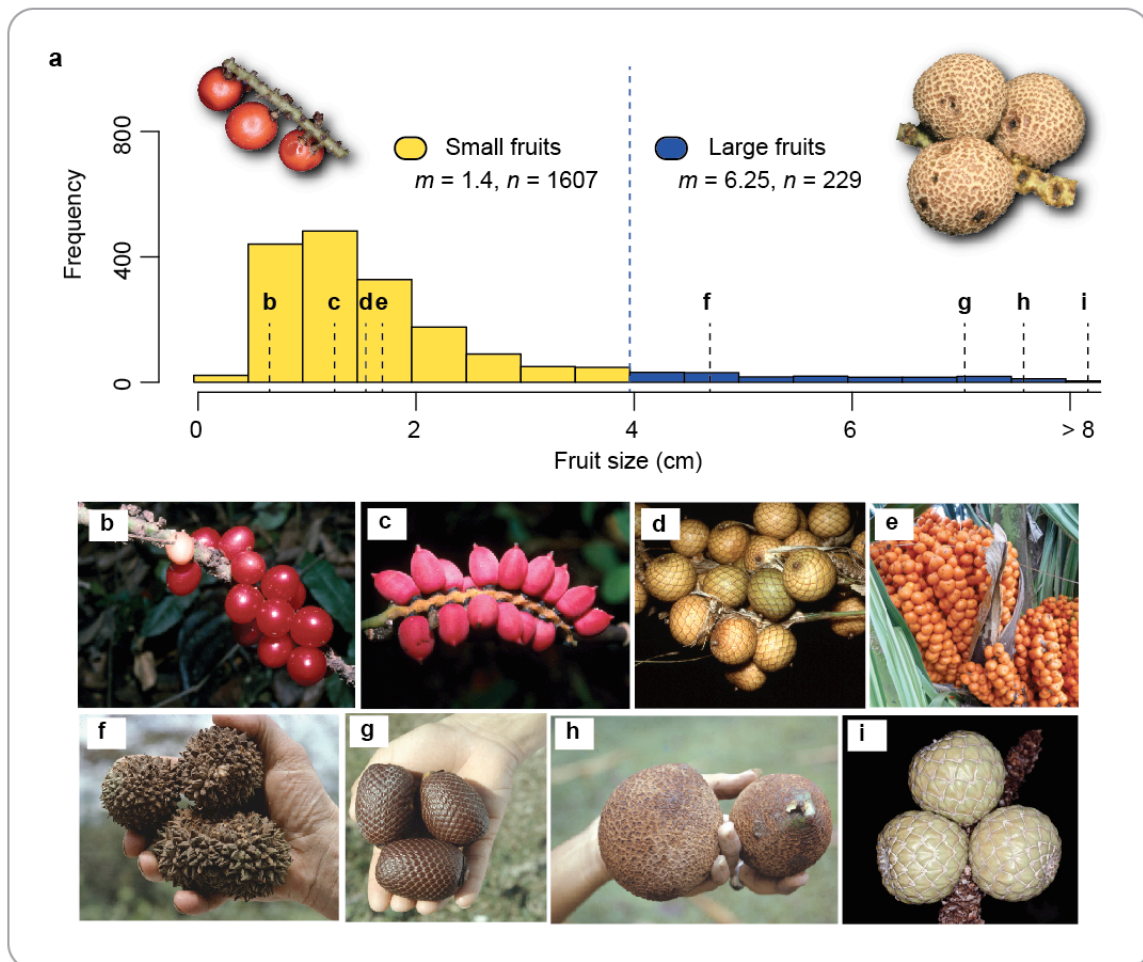 a
Small fruits
m = 1.4, n = 1607
Large fruits
m = 6.25, n = 229
Frequency
800
400
0
b
c
d
e
f
g
h
i
0
2
4
6
> 8
Fruit size (cm)
b
c
d
e
f
g
h
i